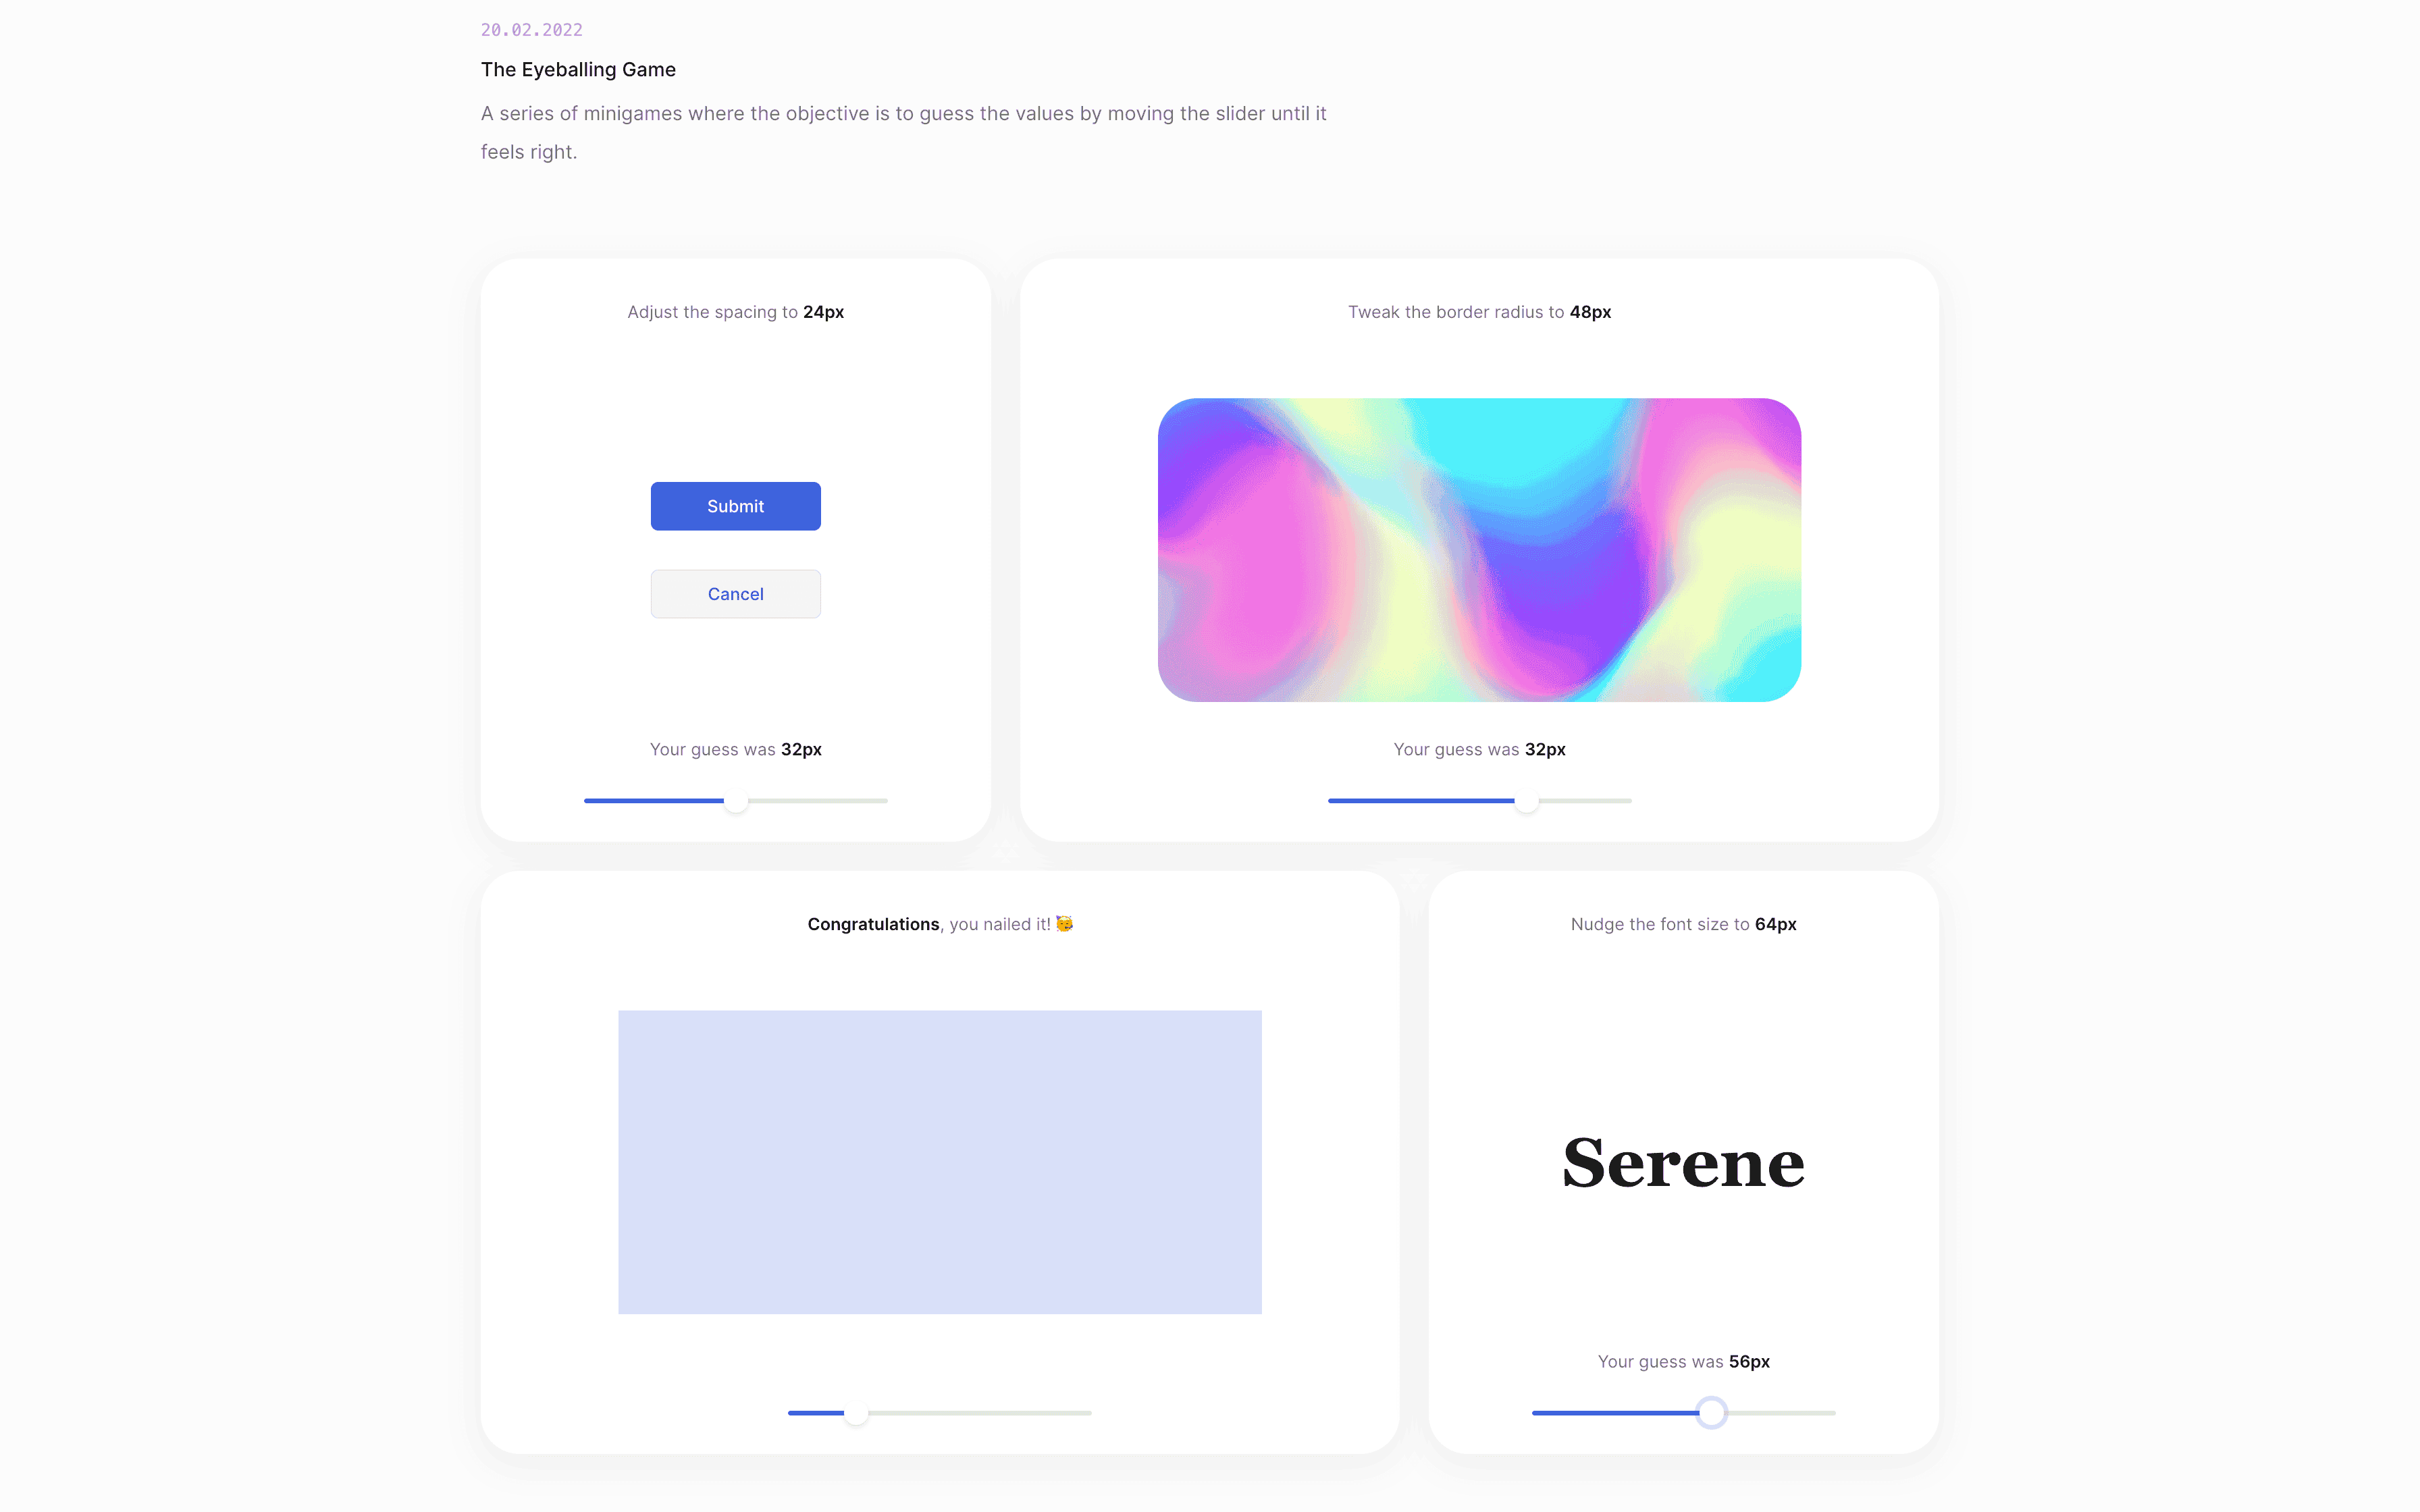 20.02.2022
The Eyeballing Game
A series of minigames where the objective is to guess the values by moving the slider until it
feels right.
Adjust the spacing to 24px
Submit
Cancel
Your guess was 32px
Tweak the border radius to 48px
Your guess was 32px
Congratulations, you nailed it! 🥳
Nudge the font size to 64px
Serene
Your guess was 56px